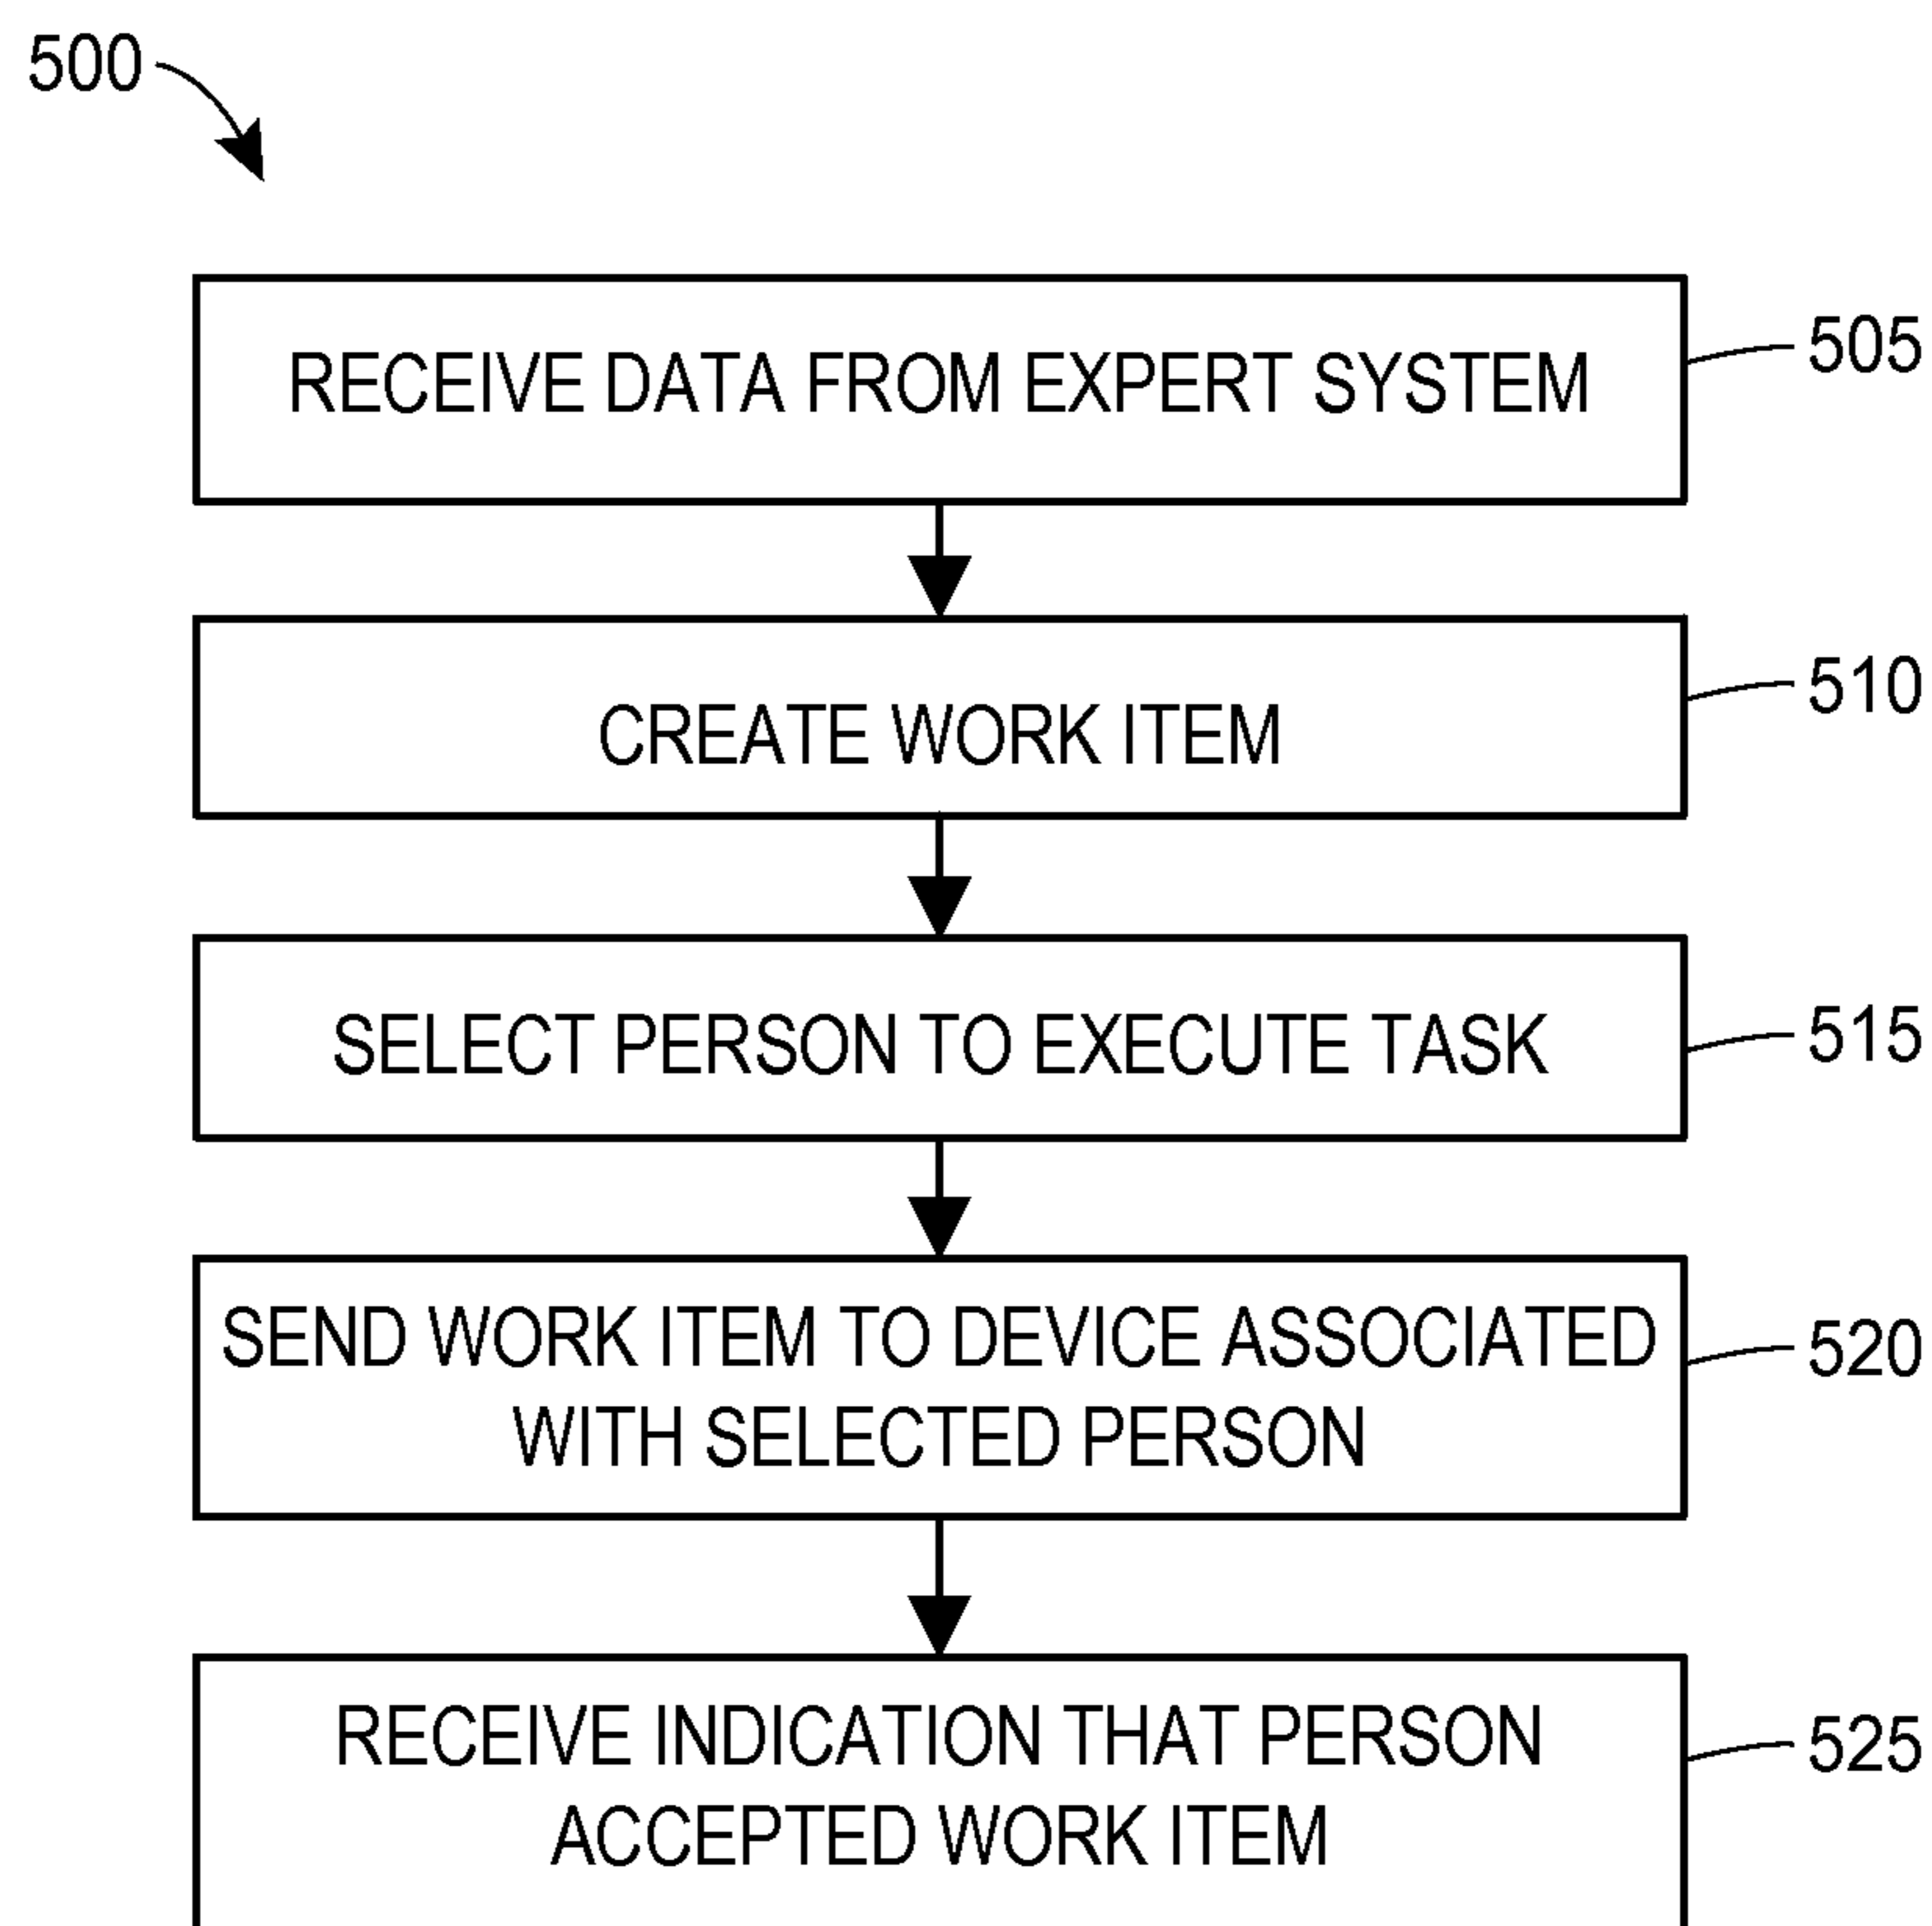 500
RECEIVE DATA FROM EXPERT SYSTEM
505
CREATE WORK ITEM
510
SELECT PERSON TO EXECUTE TASK
515
SEND WORK ITEM TO DEVICE ASSOCIATED
WITH SELECTED PERSON
520
RECEIVE INDICATION THAT PERSON
ACCEPTED WORK ITEM
525